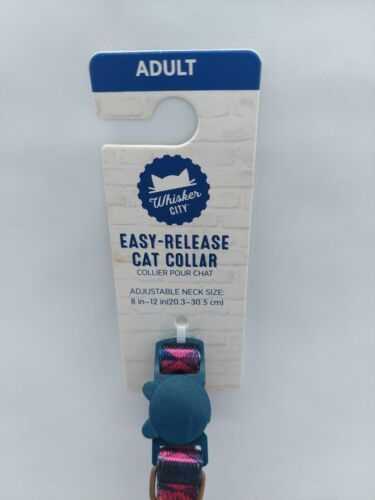 ADULT
Whisker
CITY
EASY-RELEASE
CAT COLLAR
COLLIER POUR CHAT
ADJUSTABLE NECK SIZE:
8 in–12 in(20.3–30.5 cm)